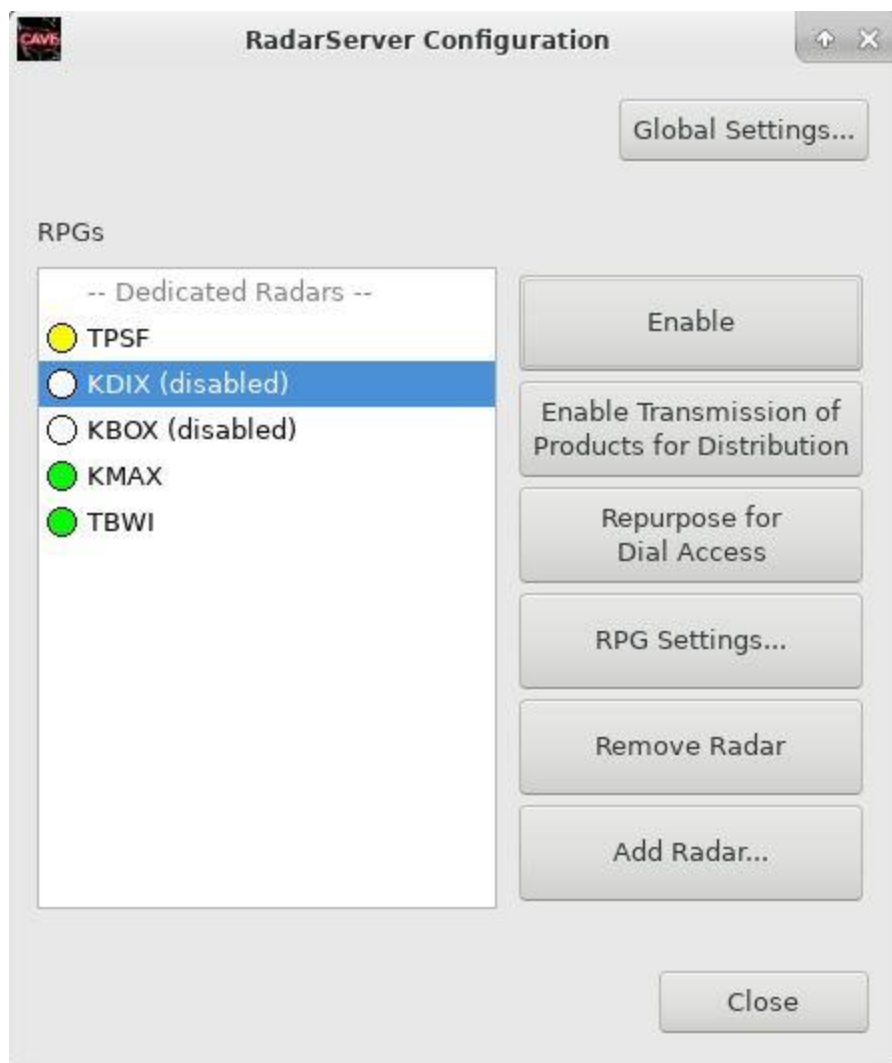 CAVE
RadarServer Configuration
Global Settings...
RPGs
-- Dedicated Radars --
TPSF
KDIX (disabled)
KBOX (disabled)
KMAX
TBWI
Enable
Enable Transmission of
Products for Distribution
Repurpose for
Dial Access
RPG Settings...
Remove Radar
Add Radar...
Close